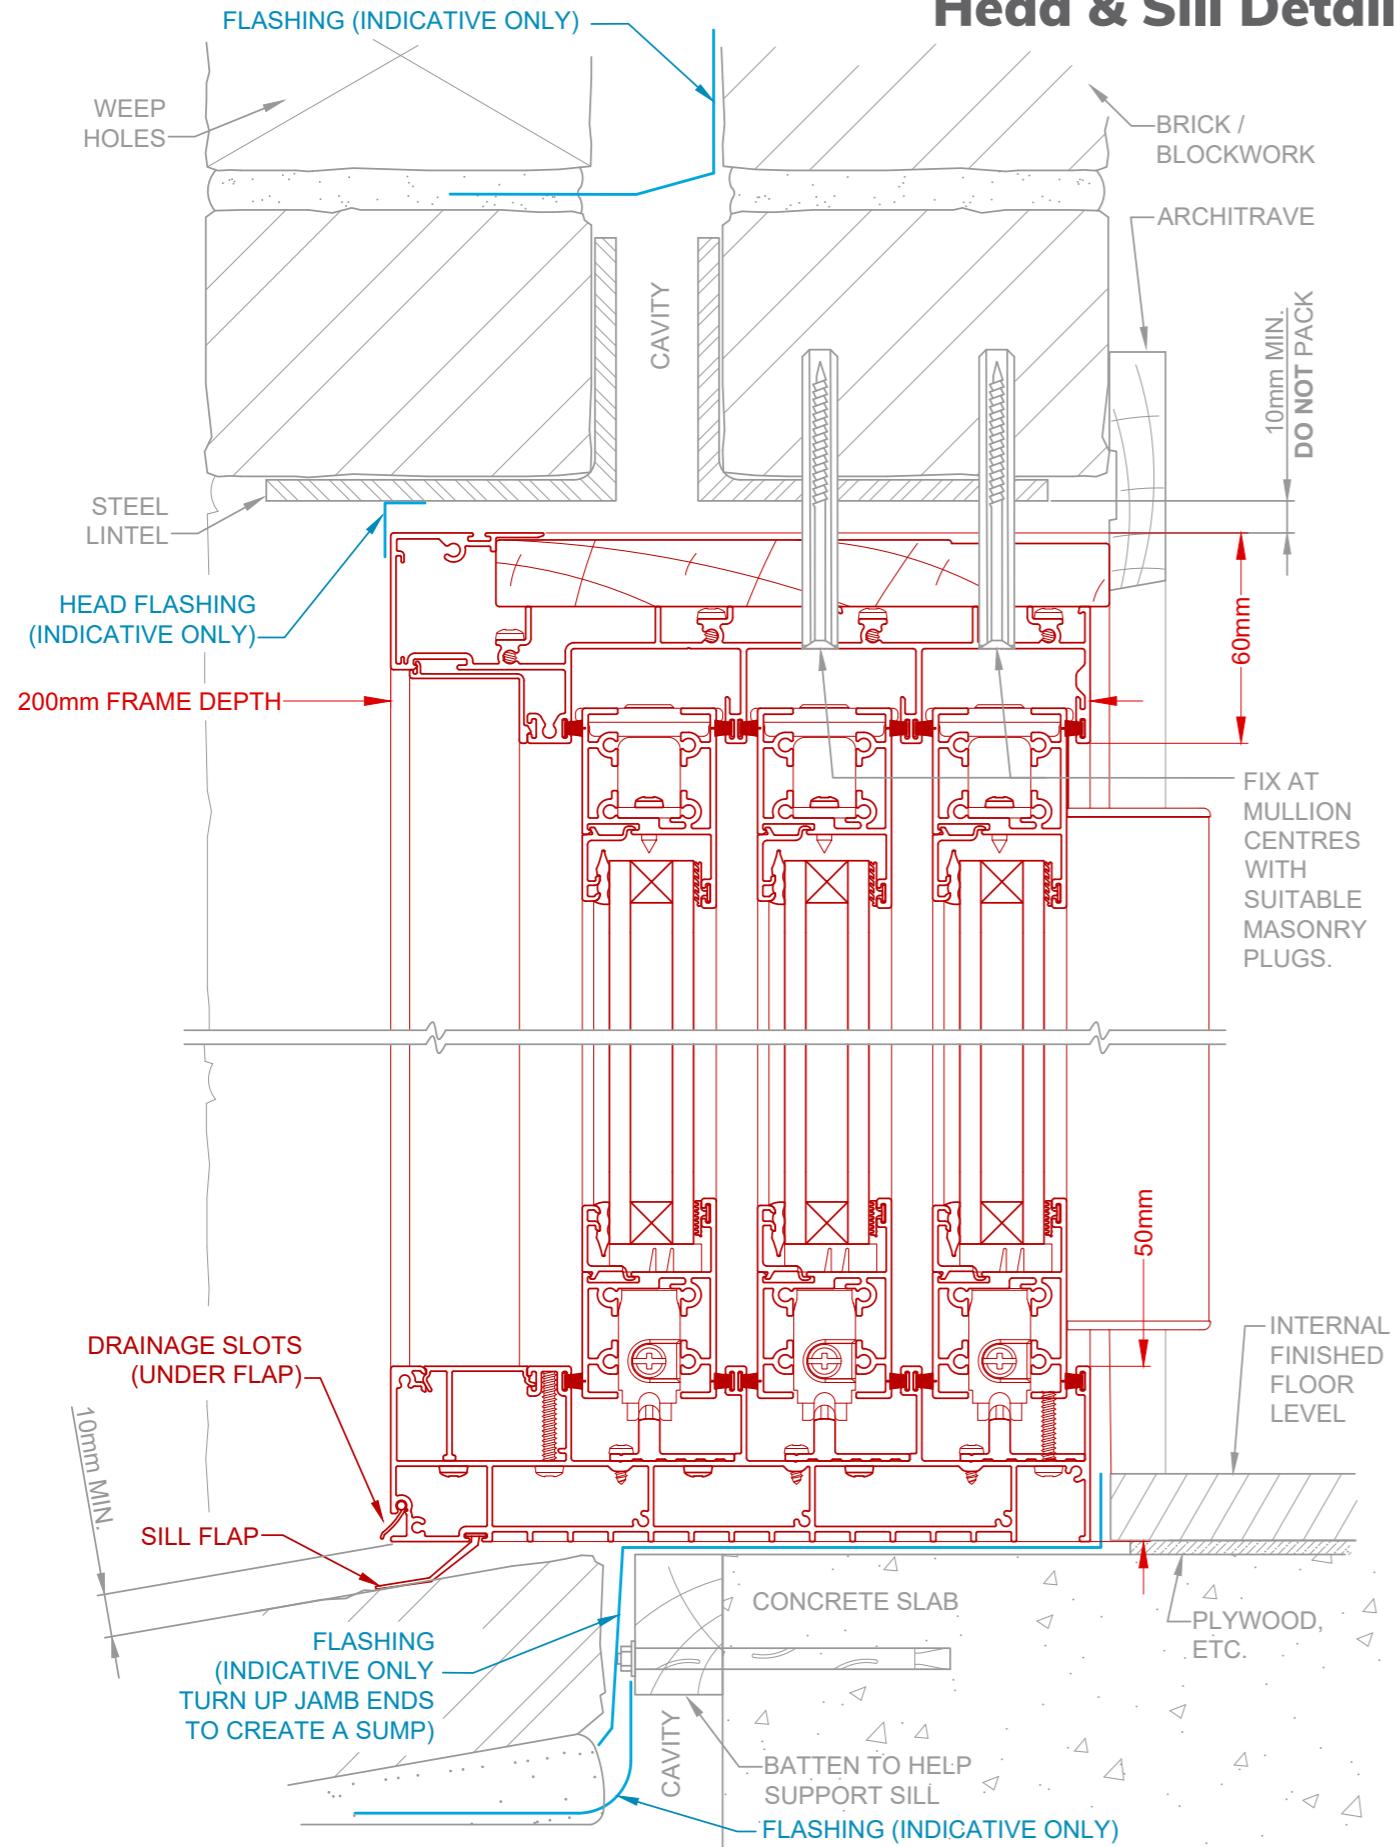 Head & Sill Detail
FLASHING (INDICATIVE ONLY)
WEEP
HOLES
BRICK /
BLOCKWORK
ARCHITRAVE
CAVITY
10mm MIN.
DO NOT PACK
STEEL
LINTEL
HEAD FLASHING
(INDICATIVE ONLY)
60mm
200mm FRAME DEPTH
FIX AT
MULLION
CENTRES
WITH
SUITABLE
MASONRY
PLUGS.
50mm
DRAINAGE SLOTS
(UNDER FLAP)
INTERNAL
FINISHED
FLOOR
LEVEL
10mm MIN.
SILL FLAP
CONCRETE SLAB
PLYWOOD,
ETC.
FLASHING
(INDICATIVE ONLY
TURN UP JAMB ENDS
TO CREATE A SUMP)
CAVITY
BATTEN TO HELP
SUPPORT SILL
FLASHING (INDICATIVE ONLY)